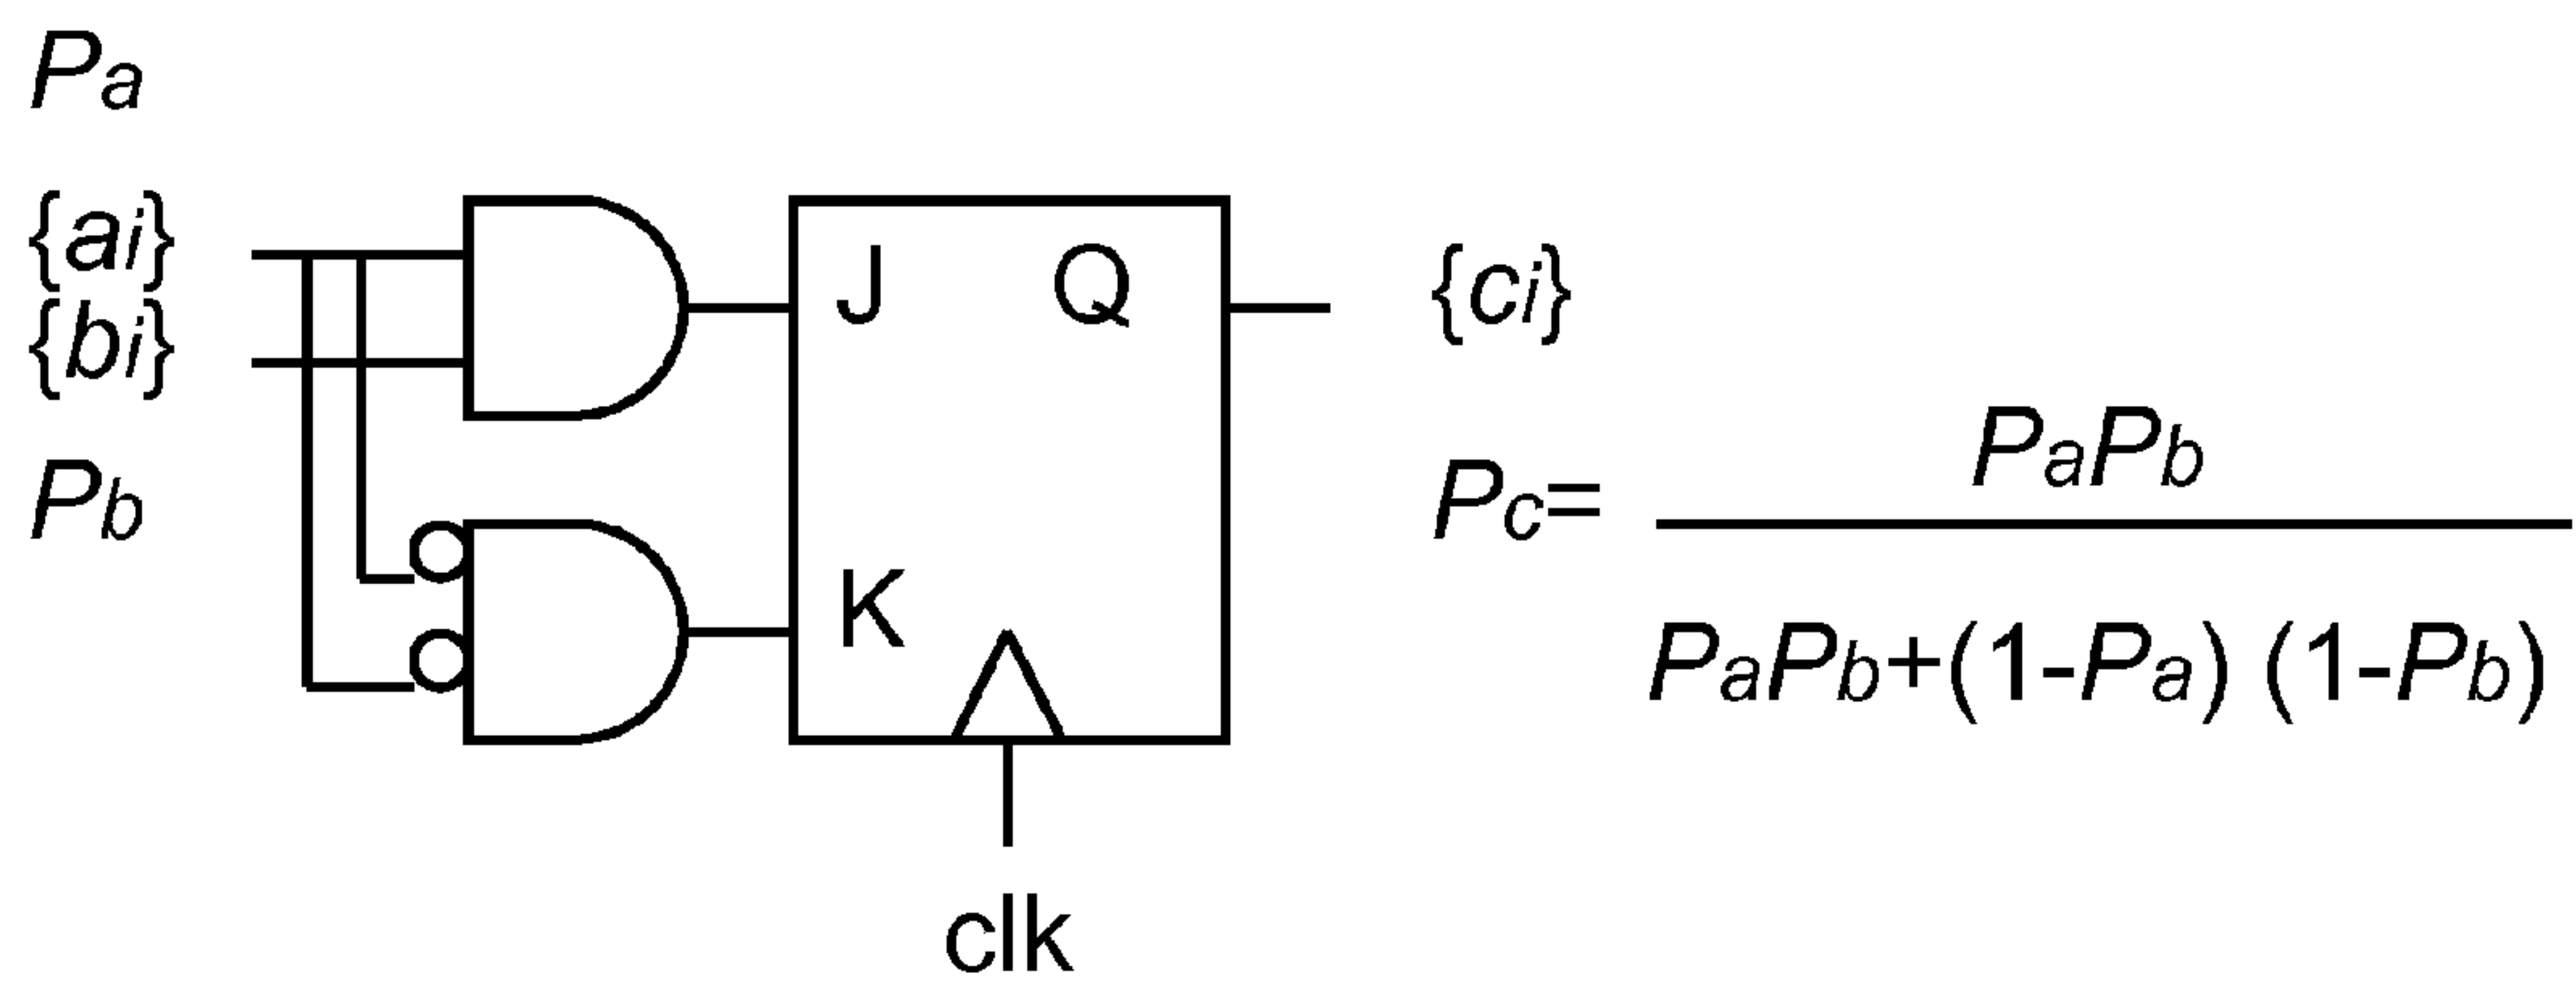 Pa
{ai}
{bi}
Pb
J Q
K
clk
{ci}
Pc= PaPb
PaPb+(1-Pa) (1-Pb)